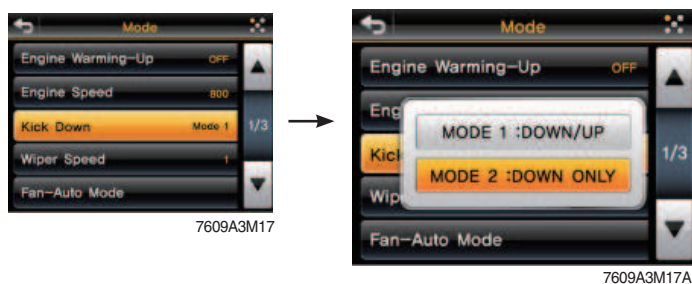 Mode
Engine Warming-Up OFF
Engine Speed 800
Kick Down Mode 1
Wiper Speed 1
Fan-Auto Mode
1/3
7609A3M17
Mode
Engine Warming-Up OFF
Eng
MODE 1 :DOWN/UP
Kick
MODE 2 :DOWN ONLY
Wip
Fan-Auto Mode
1/3
7609A3M17A